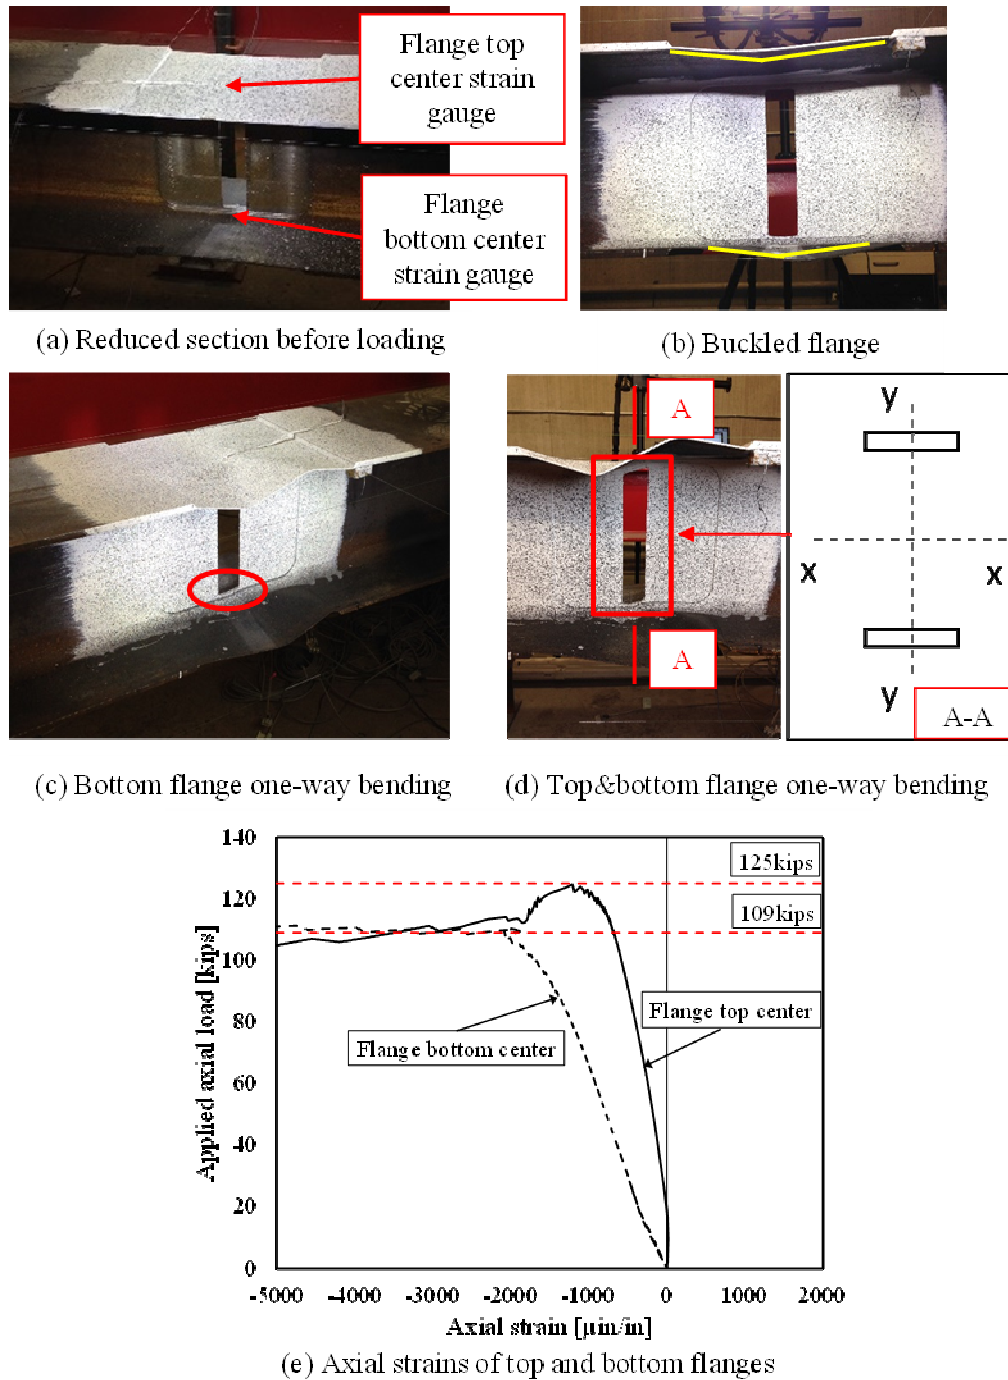 Flange top
center strain
gauge
Flange
bottom center
strain gauge
(a) Reduced section before loading
(b) Buckled flange
A
A
y
x
x
y
A-A
(c) Bottom flange one-way bending
(d) Top&bottom flange one-way bending
140
120
100
80
60
40
20
0
Applied axial load [kips]
125kips
109kips
Flange top center
Flange bottom center
-5000 -4000 -3000 -2000 -1000 0 1000 2000
Axial strain [μin/in]
(e) Axial strains of top and bottom flanges